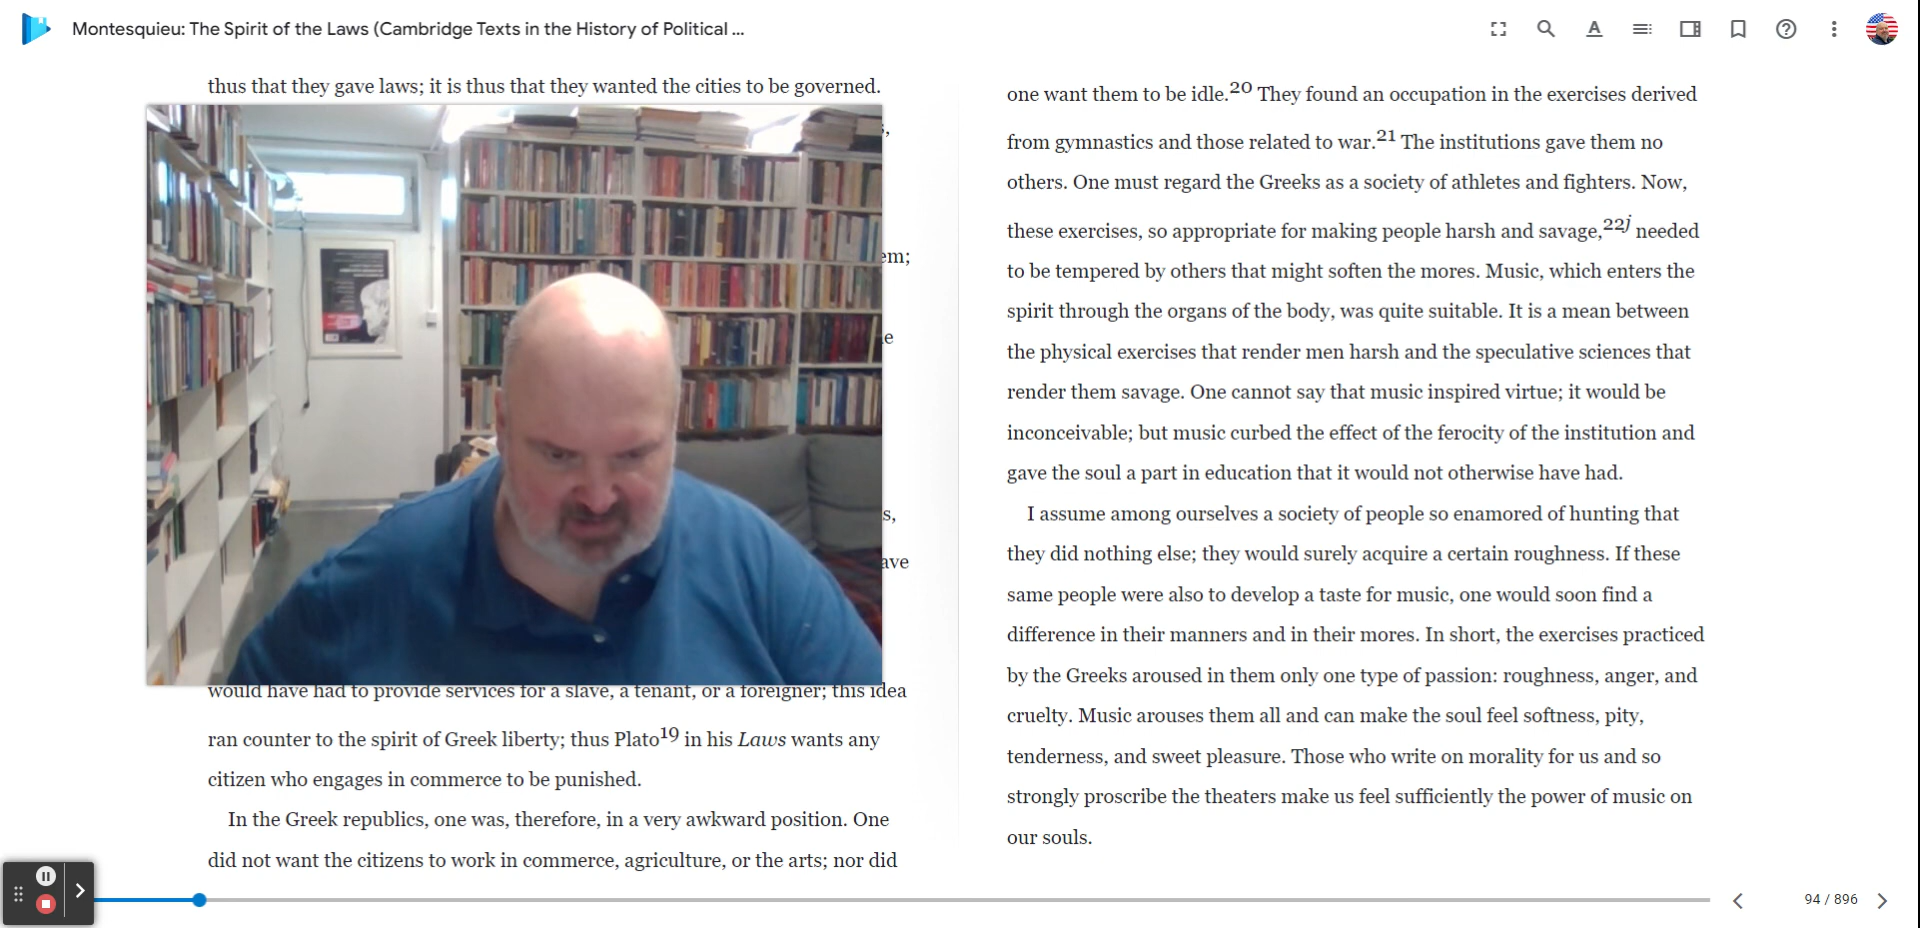 Montesquieu: The Spirit of the Laws (Cambridge Texts in the History of Political ...
thus that they gave laws; it is thus that they wanted the cities to be governed.
s,
em;
e
s,
ave
would have had to provide services for a slave, a tenant, or a foreigner; this idea
ran counter to the spirit of Greek liberty; thus Plato19 in his Laws wants any
citizen who engages in commerce to be punished.
In the Greek republics, one was, therefore, in a very awkward position. One
did not want the citizens to work in commerce, agriculture, or the arts; nor did
one want them to be idle.20 They found an occupation in the exercises derived
from gymnastics and those related to war.21 The institutions gave them no
others. One must regard the Greeks as a society of athletes and fighters. Now,
these exercises, so appropriate for making people harsh and savage,22j needed
to be tempered by others that might soften the mores. Music, which enters the
spirit through the organs of the body, was quite suitable. It is a mean between
the physical exercises that render men harsh and the speculative sciences that
render them savage. One cannot say that music inspired virtue; it would be
inconceivable; but music curbed the effect of the ferocity of the institution and
gave the soul a part in education that it would not otherwise have had.
I assume among ourselves a society of people so enamored of hunting that
they did nothing else; they would surely acquire a certain roughness. If these
same people were also to develop a taste for music, one would soon find a
difference in their manners and in their mores. In short, the exercises practiced
by the Greeks aroused in them only one type of passion: roughness, anger, and
cruelty. Music arouses them all and can make the soul feel softness, pity,
tenderness, and sweet pleasure. Those who write on morality for us and so
strongly proscribe the theaters make us feel sufficiently the power of music on
our souls.
94 / 896